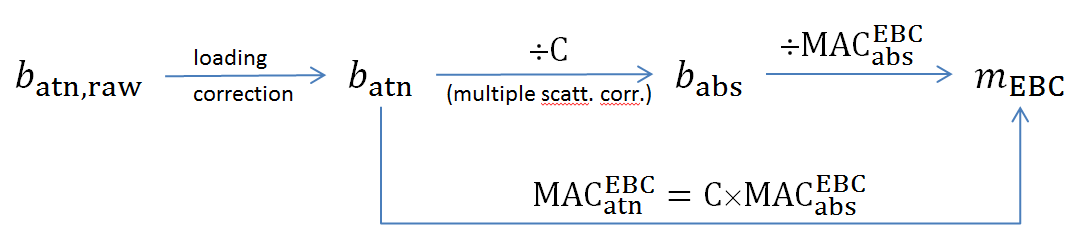 b_atn,raw loading correction b_atn ÷C (multiple scatt. corr.) b_abs ÷MAC_abs^EBC m_EBC
MAC_atn^EBC = C×MAC_abs^EBC